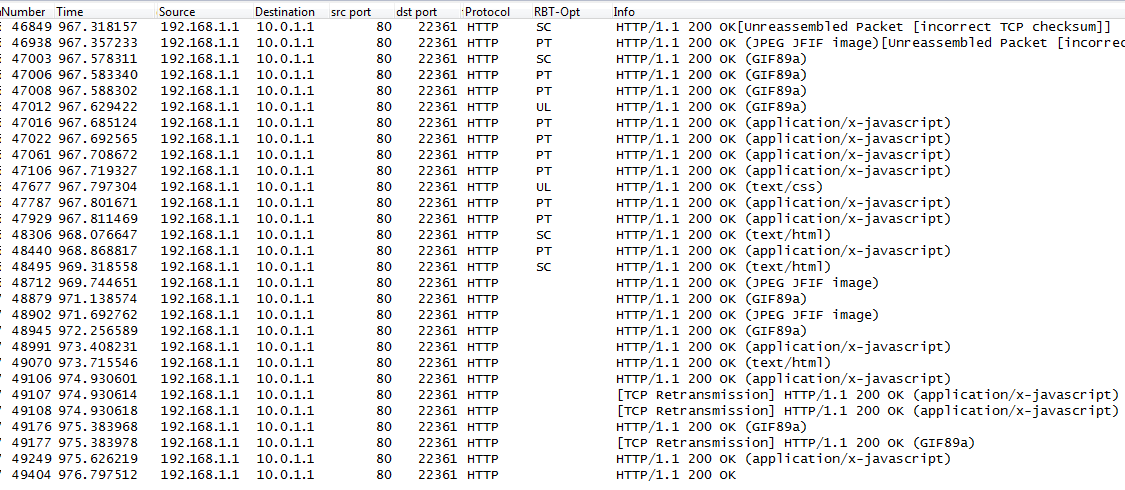 Number Time Source Destination src port dst port Protocol RBT-Opt Info
46849 967.318157 192.168.1.1 10.0.1.1 80 22361 HTTP SC HTTP/1.1 200 OK[Unreassembled Packet [incorrect TCP checksum]]
46938 967.357233 192.168.1.1 10.0.1.1 80 22361 HTTP PT HTTP/1.1 200 OK (JPEG JFIF image)[Unreassembled Packet [incorrec
47003 967.578311 192.168.1.1 10.0.1.1 80 22361 HTTP SC HTTP/1.1 200 OK (GIF89a)
47006 967.583340 192.168.1.1 10.0.1.1 80 22361 HTTP PT HTTP/1.1 200 OK (GIF89a)
47008 967.588302 192.168.1.1 10.0.1.1 80 22361 HTTP PT HTTP/1.1 200 OK (GIF89a)
47012 967.629422 192.168.1.1 10.0.1.1 80 22361 HTTP UL HTTP/1.1 200 OK (GIF89a)
47016 967.685124 192.168.1.1 10.0.1.1 80 22361 HTTP PT HTTP/1.1 200 OK (application/x-javascript)
47022 967.692565 192.168.1.1 10.0.1.1 80 22361 HTTP PT HTTP/1.1 200 OK (application/x-javascript)
47061 967.708672 192.168.1.1 10.0.1.1 80 22361 HTTP PT HTTP/1.1 200 OK (application/x-javascript)
47106 967.719327 192.168.1.1 10.0.1.1 80 22361 HTTP PT HTTP/1.1 200 OK (application/x-javascript)
47677 967.797304 192.168.1.1 10.0.1.1 80 22361 HTTP UL HTTP/1.1 200 OK (text/css)
47787 967.801671 192.168.1.1 10.0.1.1 80 22361 HTTP PT HTTP/1.1 200 OK (application/x-javascript)
47929 967.811469 192.168.1.1 10.0.1.1 80 22361 HTTP PT HTTP/1.1 200 OK (application/x-javascript)
48306 968.076647 192.168.1.1 10.0.1.1 80 22361 HTTP SC HTTP/1.1 200 OK (text/html)
48440 968.868817 192.168.1.1 10.0.1.1 80 22361 HTTP PT HTTP/1.1 200 OK (application/x-javascript)
48495 969.318558 192.168.1.1 10.0.1.1 80 22361 HTTP SC HTTP/1.1 200 OK (text/html)
48712 969.744651 192.168.1.1 10.0.1.1 80 22361 HTTP HTTP/1.1 200 OK (JPEG JFIF image)
48879 971.138574 192.168.1.1 10.0.1.1 80 22361 HTTP HTTP/1.1 200 OK (GIF89a)
48902 971.692762 192.168.1.1 10.0.1.1 80 22361 HTTP HTTP/1.1 200 OK (JPEG JFIF image)
48945 972.256589 192.168.1.1 10.0.1.1 80 22361 HTTP HTTP/1.1 200 OK (GIF89a)
48991 973.408231 192.168.1.1 10.0.1.1 80 22361 HTTP HTTP/1.1 200 OK (application/x-javascript)
49070 973.715546 192.168.1.1 10.0.1.1 80 22361 HTTP HTTP/1.1 200 OK (text/html)
49106 974.930601 192.168.1.1 10.0.1.1 80 22361 HTTP HTTP/1.1 200 OK (application/x-javascript)
49107 974.930614 192.168.1.1 10.0.1.1 80 22361 HTTP [TCP Retransmission] HTTP/1.1 200 OK (application/x-javascript)
49108 974.930618 192.168.1.1 10.0.1.1 80 22361 HTTP [TCP Retransmission] HTTP/1.1 200 OK (application/x-javascript)
49176 975.383968 192.168.1.1 10.0.1.1 80 22361 HTTP HTTP/1.1 200 OK (GIF89a)
49177 975.383978 192.168.1.1 10.0.1.1 80 22361 HTTP [TCP Retransmission] HTTP/1.1 200 OK (GIF89a)
49249 975.626219 192.168.1.1 10.0.1.1 80 22361 HTTP HTTP/1.1 200 OK (application/x-javascript)
49404 976.797512 192.168.1.1 10.0.1.1 80 22361 HTTP HTTP/1.1 200 OK